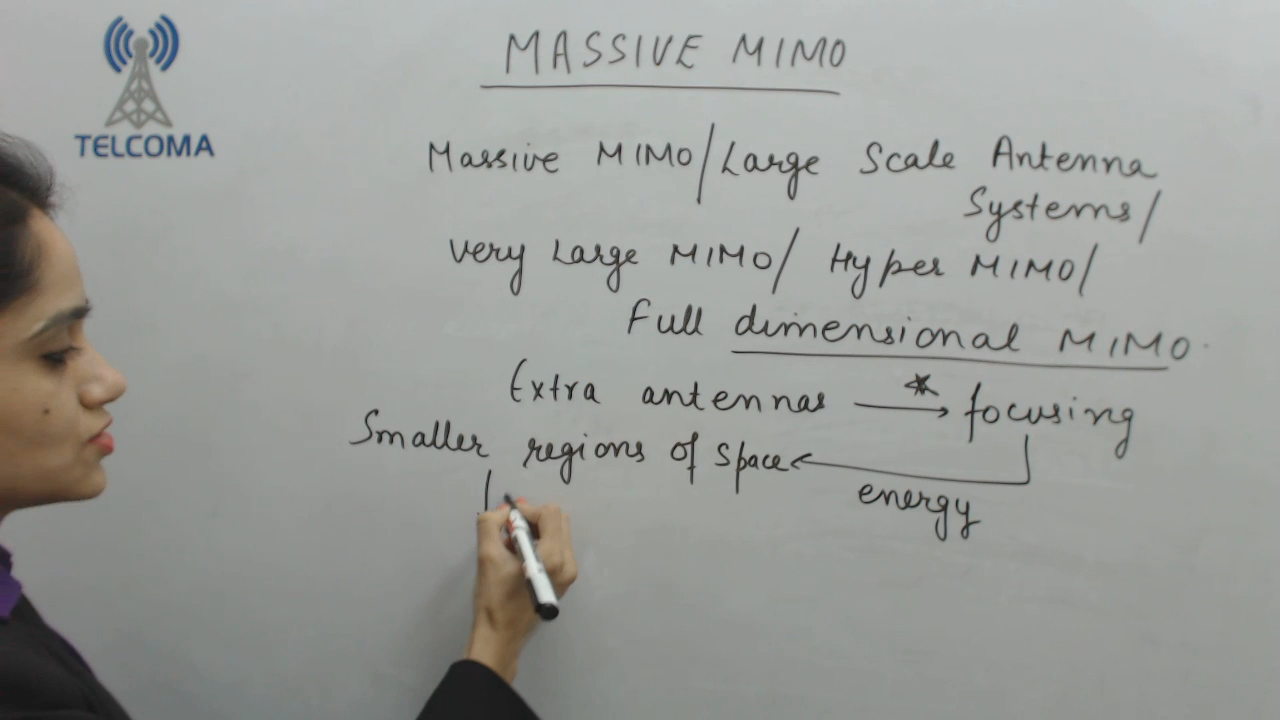 TELCOMA
MASSIVE MIMO
Massive MIMO/Large Scale Antenna
Systems/
very Large MIMO/ Hyper MIMO/
Full dimensional MIMO
Extra antennas → focusing
Smaller regions of space ←
energy